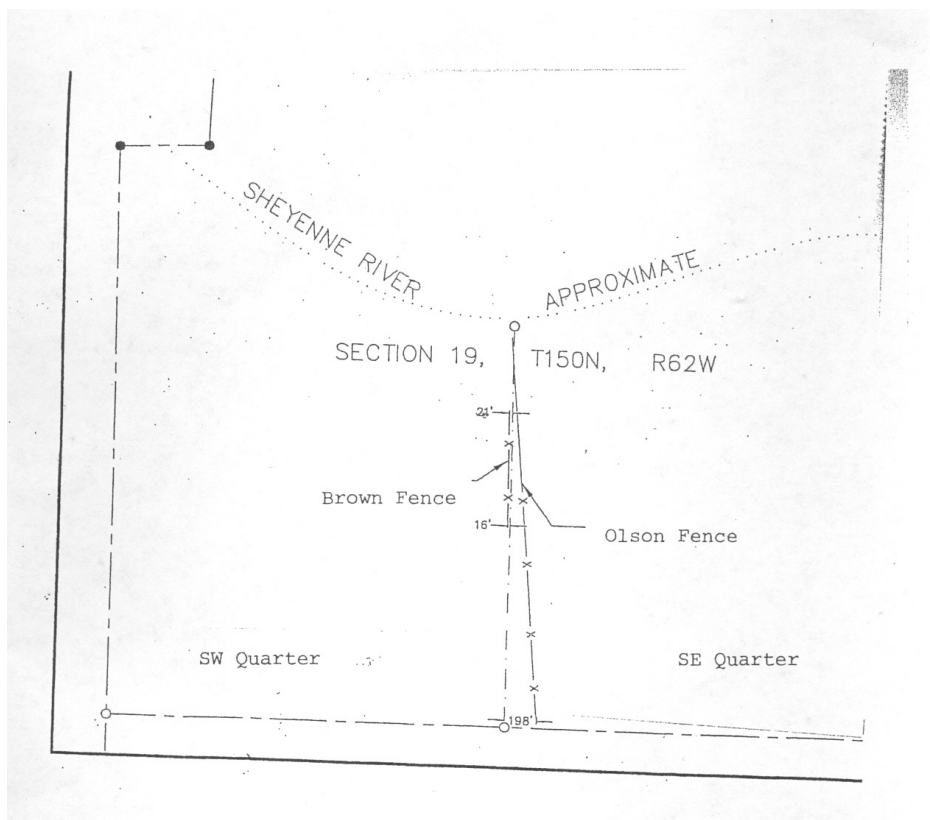 SHEYENNE RIVER
APPROXIMATE
SECTION 19, T150N, R62W
21'
Brown Fence
16'
Olson Fence
SW Quarter
SE Quarter
198'